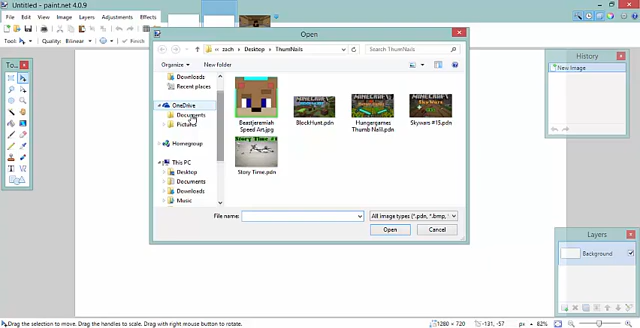 Untitled - paint.net 4.0.9
File Edit View Image Layers Adjustments Effects
Tool: Quality: Bilinear
To...
Open
zach Desktop ThumNails
Search ThumNails
Organize New folder
Downloads
Recent places
OneDrive
Documents
Pictures
Homegroup
This PC
Desktop
Documents
Downloads
Music
Beastjeremiah Speed Art.jpg
BlockHunt.pdn
Hungargames Thumb Nail.pdn
Skywars #15.pdn
Story Time.pdn
File name:
All image types (*.pdn, *.bmp, *
Open Cancel
History
New Image
Layers
Background
Drag the selection to move. Drag the handles to scale. Drag with right mouse button to rotate.
1280 × 720 -131, -57 px 82%